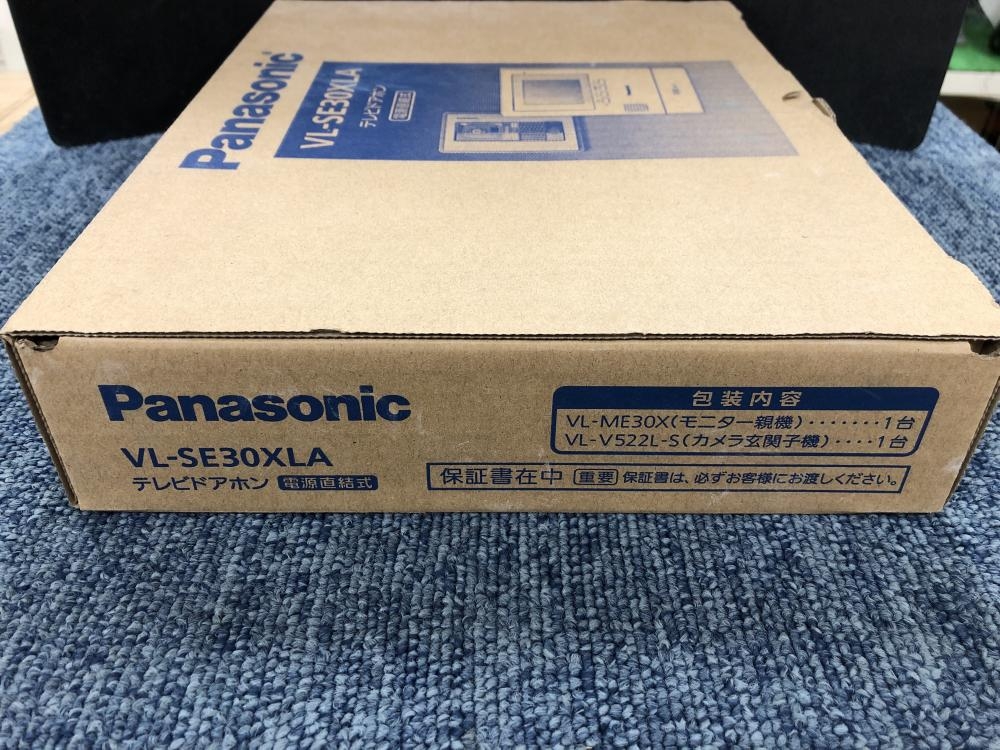 Panasonic
VL-SE30XLA
テレビドアホン
電源直結式
Panasonic
VL-SE30XLA
テレビドアホン 電源直結式
包装内容
VL-ME30X(モニター親機)‥‥‥‥1台
VL-V522L-S(カメラ玄関子機)‥‥1台
保証書在中 重要 保証書は、必ずお客様にお渡しください。